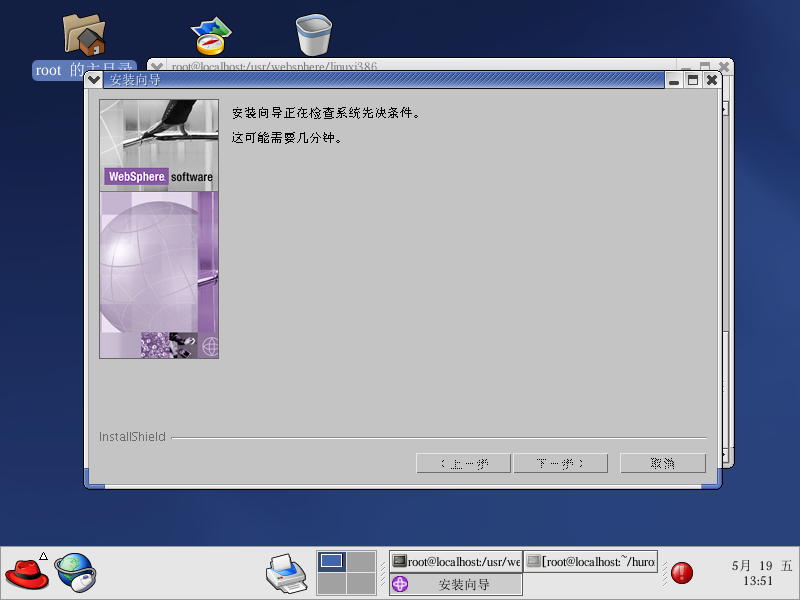 root 的主目录
root@localhost:/usr/websphere/linuxi386
安装向导
安装向导正在检查系统先决条件。
这可能需要几分钟。
WebSphere software
InstallShield
< 上一步
下一步 >
取消
root@localhost:/usr/we
[root@localhost:~/huro
安装向导
5月 19 五
13:51